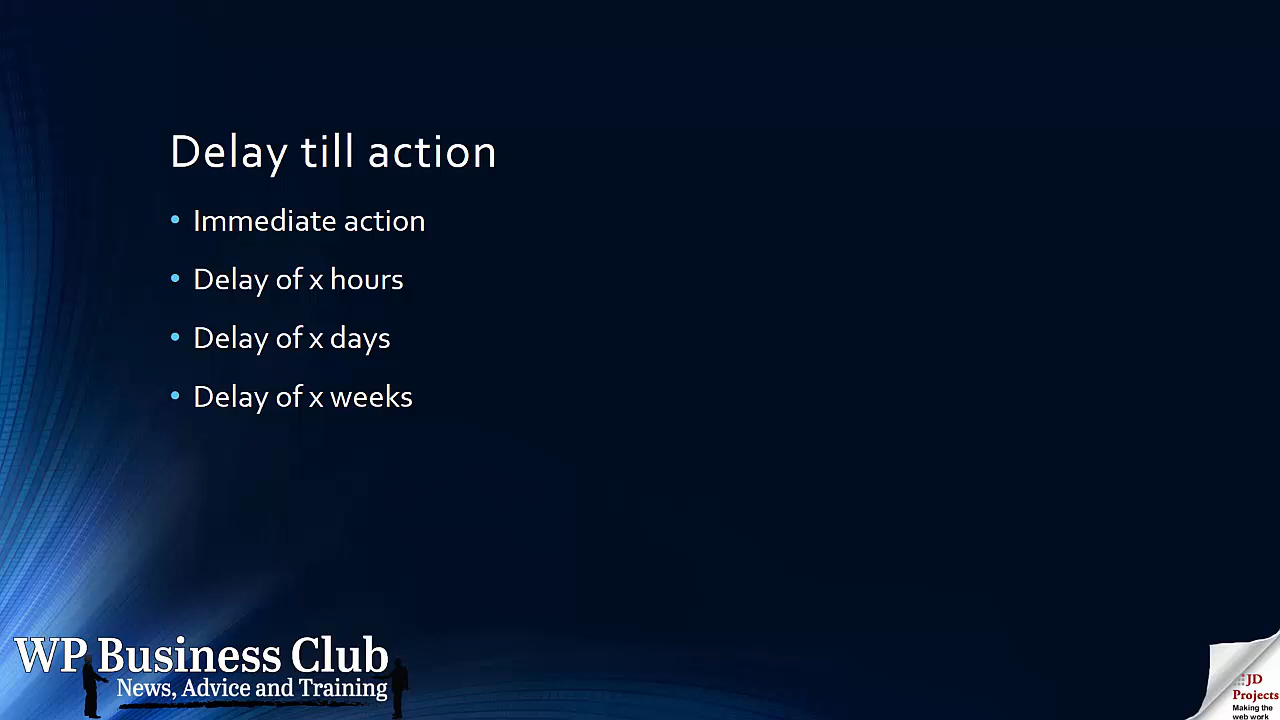 Delay till action
• Immediate action
• Delay of x hours
• Delay of x days
• Delay of x weeks
WP Business Club
News, Advice and Training
JD
Projects
Making the
web work